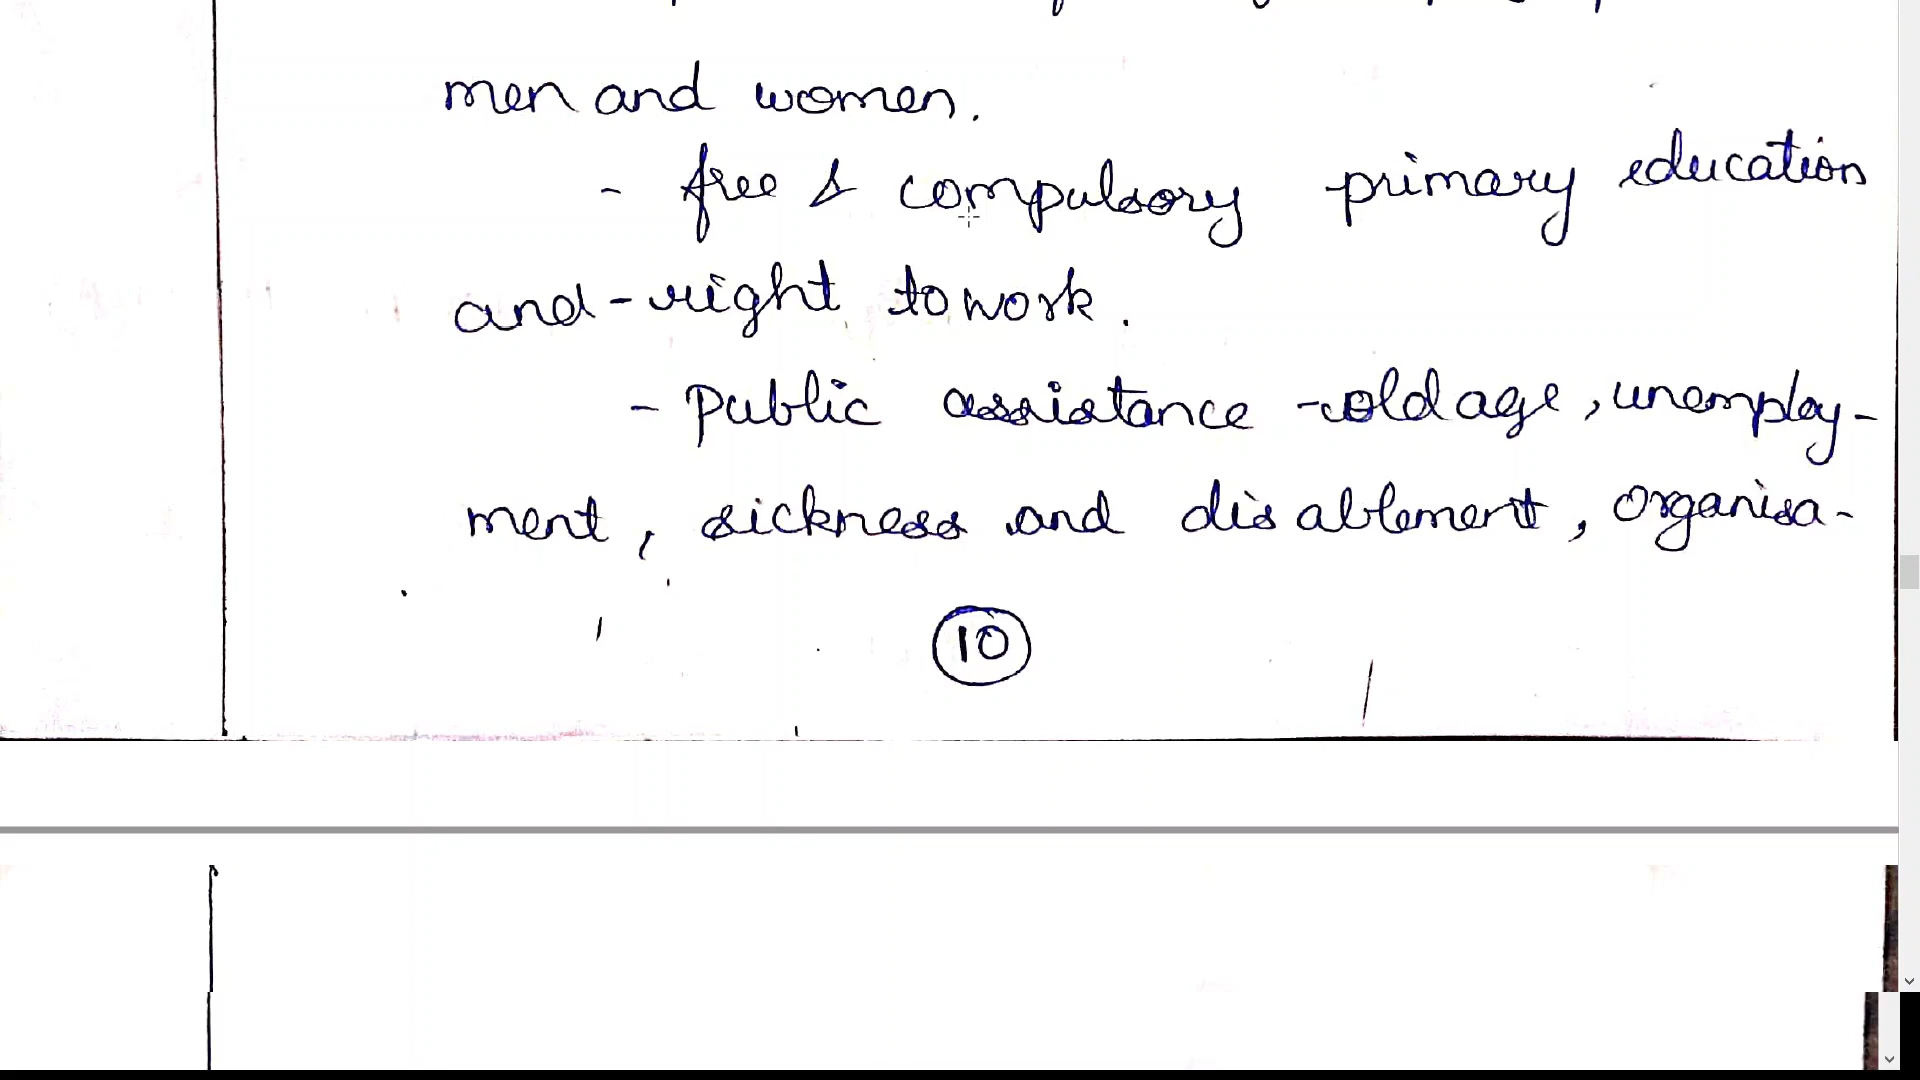 men and women.
- free & compulsory primary education
and - right to work.
- Public assistance - old age, unemploy-
ment, sickness and disablement, organisa-
10